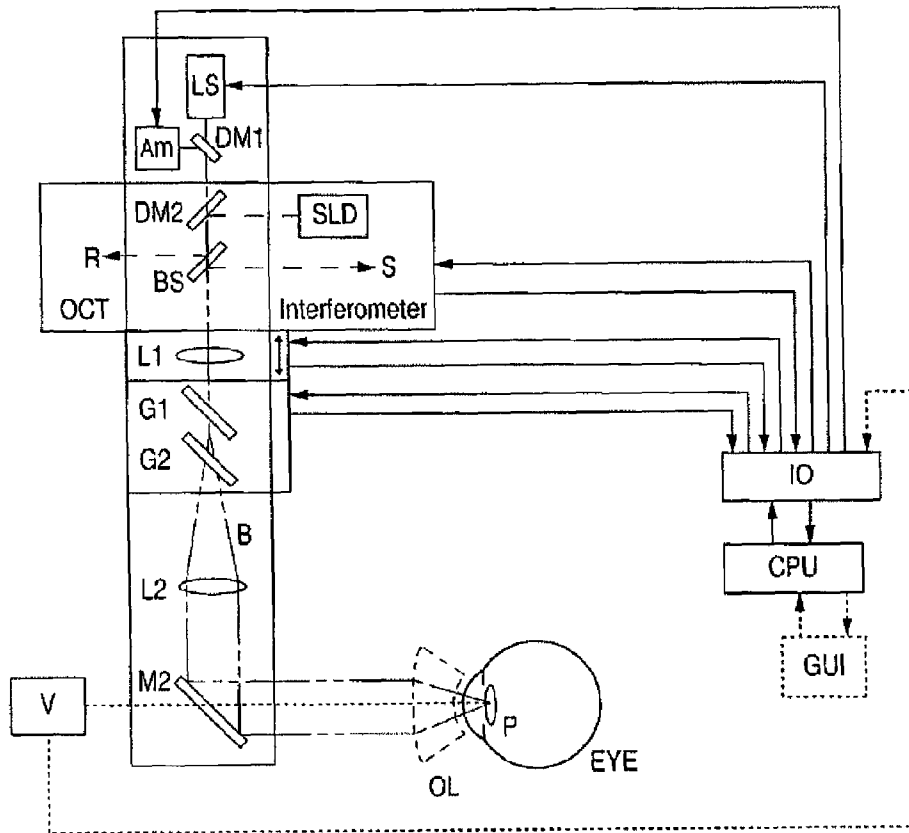 LS
Am
DM1
DM2
SLD
R
BS
S
OCT
Interferometer
L1
G1
G2
IO
B
CPU
L2
GUI
M2
V
P
OL
EYE